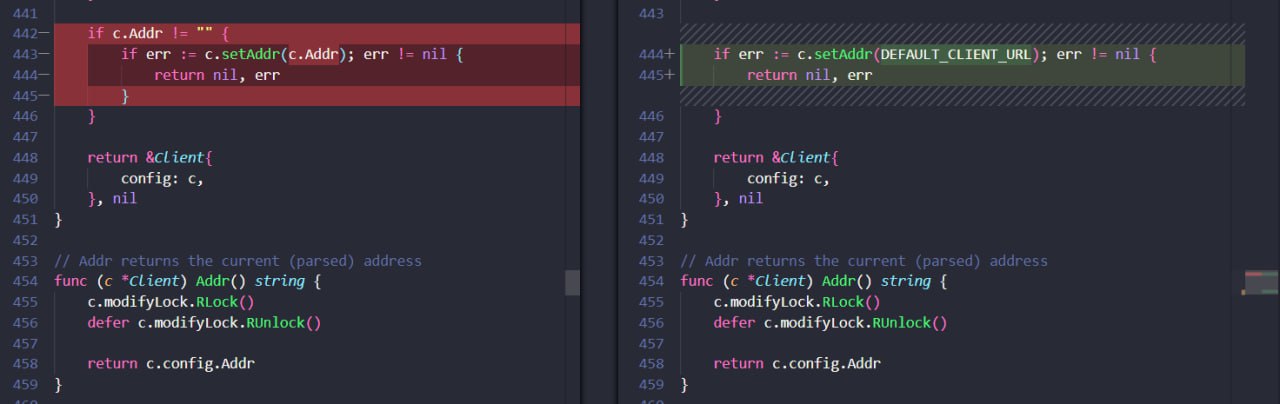 441
442— if c.Addr != "" {
443— if err := c.setAddr(c.Addr); err != nil {
444— return nil, err
445— }
446 }
447
448 return &Client{
449 config: c,
450 }, nil
451 }
452
453 // Addr returns the current (parsed) address
454 func (c *Client) Addr() string {
455 c.modifyLock.RLock()
456 defer c.modifyLock.RUnlock()
457
458 return c.config.Addr
459 }
443
444+ if err := c.setAddr(DEFAULT_CLIENT_URL); err != nil {
445+ return nil, err
446 }
447
448 return &Client{
449 config: c,
450 }, nil
451 }
452
453 // Addr returns the current (parsed) address
454 func (c *Client) Addr() string {
455 c.modifyLock.RLock()
456 defer c.modifyLock.RUnlock()
457
458 return c.config.Addr
459 }